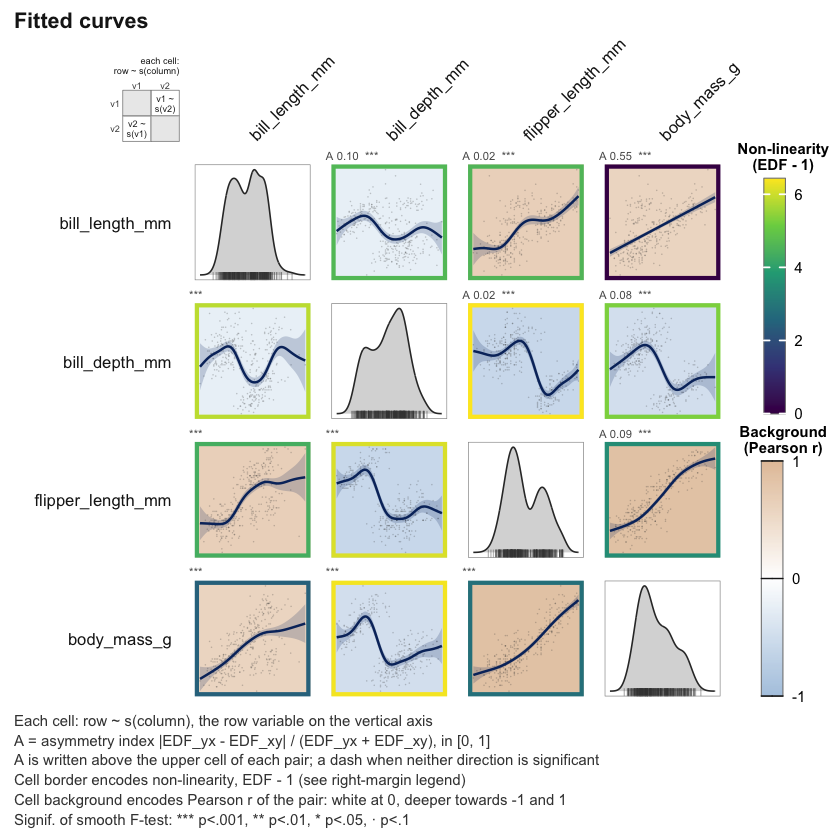 Fitted curves
each cell:
row ~ s(column)
v1 v2
v1 v1 ~ s(v2)
v2 v2 ~ s(v1)
bill_length_mm
bill_depth_mm
flipper_length_mm
body_mass_g
A 0.10 ***
A 0.02 ***
A 0.55 ***
bill_length_mm
***
A 0.02 ***
A 0.08 ***
bill_depth_mm
***
***
A 0.09 ***
flipper_length_mm
***
***
***
body_mass_g
Non-linearity
(EDF - 1)
6
4
2
0
Background
(Pearson r)
1
0
-1
Each cell: row ~ s(column), the row variable on the vertical axis
A = asymmetry index |EDF_yx - EDF_xy| / (EDF_yx + EDF_xy), in [0, 1]
A is written above the upper cell of each pair; a dash when neither direction is significant
Cell border encodes non-linearity, EDF - 1 (see right-margin legend)
Cell background encodes Pearson r of the pair: white at 0, deeper towards -1 and 1
Signif. of smooth F-test: *** p<.001, ** p<.01, * p<.05, · p<.1